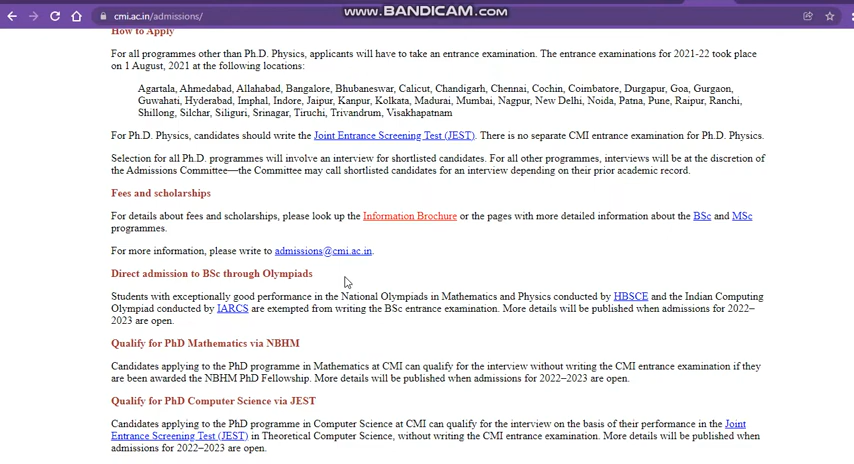 www.BANDICAM.com
cmi.ac.in/admissions/
How to Apply
For all programmes other than Ph.D. Physics, applicants will have to take an entrance examination. The entrance examinations for 2021-22 took place
on 1 August, 2021 at the following locations:
Agartala, Ahmedabad, Allahabad, Bangalore, Bhubaneswar, Calicut, Chandigarh, Chennai, Cochin, Coimbatore, Durgapur, Goa, Gurgaon,
Guwahati, Hyderabad, Imphal, Indore, Jaipur, Kanpur, Kolkata, Madurai, Mumbai, Nagpur, New Delhi, Noida, Patna, Pune, Raipur, Ranchi,
Shillong, Silchar, Siliguri, Srinagar, Tiruchi, Trivandrum, Visakhapatnam
For Ph.D. Physics, candidates should write the Joint Entrance Screening Test (JEST). There is no separate CMI entrance examination for Ph.D. Physics.
Selection for all Ph.D. programmes will involve an interview for shortlisted candidates. For all other programmes, interviews will be at the discretion of
the Admissions Committee—the Committee may call shortlisted candidates for an interview depending on their prior academic record.
Fees and scholarships
For details about fees and scholarships, please look up the Information Brochure or the pages with more detailed information about the BSc and MSc
programmes.
For more information, please write to admissions@cmi.ac.in.
Direct admission to BSc through Olympiads
Students with exceptionally good performance in the National Olympiads in Mathematics and Physics conducted by HBSCE and the Indian Computing
Olympiad conducted by IARCS are exempted from writing the BSc entrance examination. More details will be published when admissions for 2022–
2023 are open.
Qualify for PhD Mathematics via NBHM
Candidates applying to the PhD programme in Mathematics at CMI can qualify for the interview without writing the CMI entrance examination if they
are been awarded the NBHM PhD Fellowship. More details will be published when admissions for 2022–2023 are open.
Qualify for PhD Computer Science via JEST
Candidates applying to the PhD programme in Computer Science at CMI can qualify for the interview on the basis of their performance in the Joint
Entrance Screening Test (JEST) in Theoretical Computer Science, without writing the CMI entrance examination. More details will be published when
admissions for 2022–2023 are open.